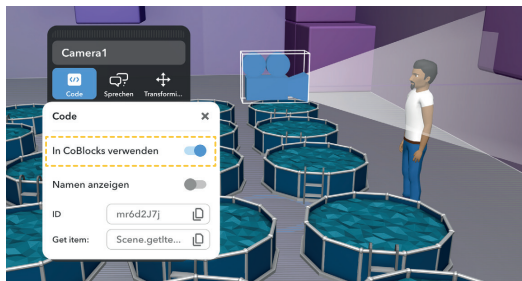 Camera1
Code Sprechen Transformi...
Code
In CoBlocks verwenden
Namen anzeigen
ID mr6d2J7j
Get item: Scene.getIte...